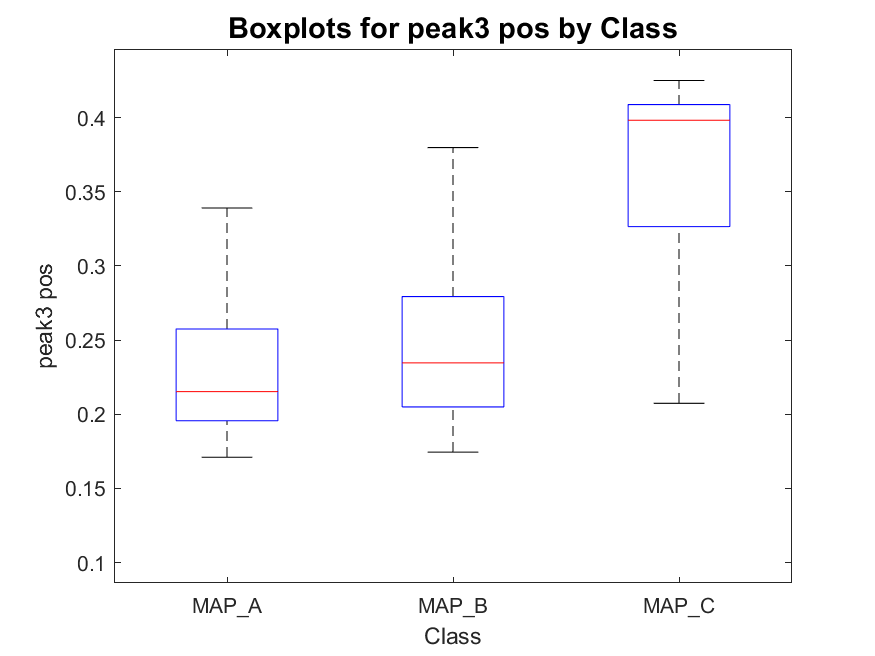 Boxplots for peak3 pos by Class
peak3 pos
0.4
0.35
0.3
0.25
0.2
0.15
0.1
MAP_A
MAP_B
MAP_C
Class